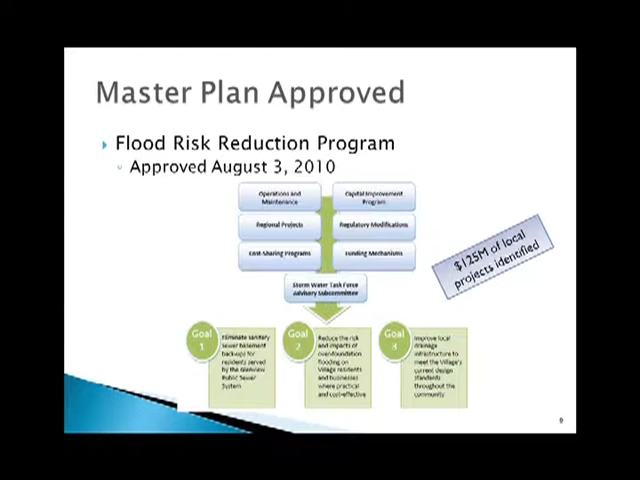 Master Plan Approved
Flood Risk Reduction Program
Approved August 3, 2010
Operations and
Maintenance
Capital Improvement
Program
Regional Projects
Regulatory Modifications
Cost-Sharing Programs
Funding Mechanisms
Storm Water Task Force
Advisory Subcommittee
$125M of local
projects identified
Goal
1
Eliminate sanitary
sewer basement
back-ups for
residents served
by the Glenview
Public Sewer
System
Goal
2
Reduce the risk
and impacts of
over-foundation
flooding on
Village residents
and businesses
where practical
and cost-effective
Goal
3
Improve local
drainage
infrastructure to
meet the Village's
current design
standards
throughout the
community
9